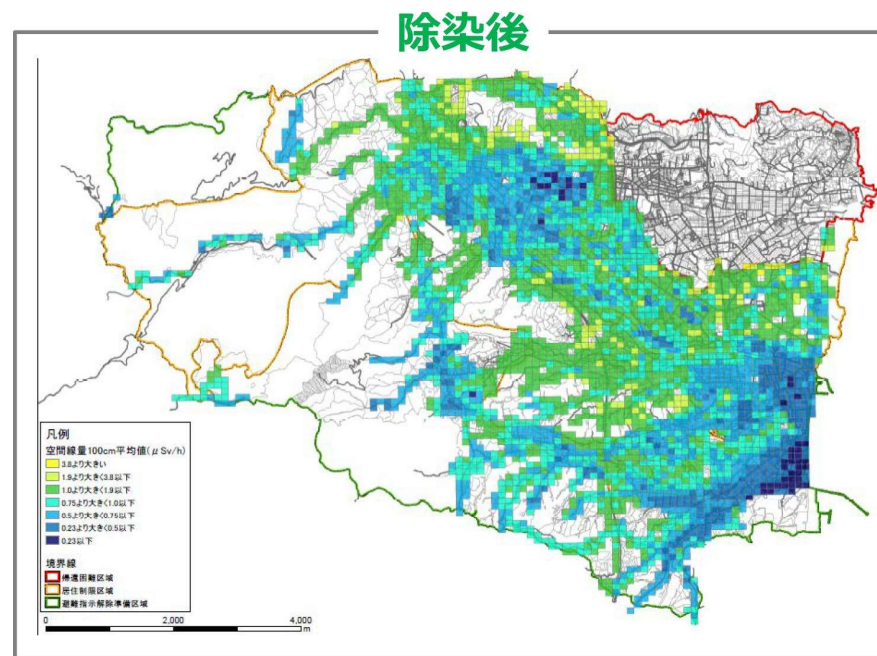 除染後
凡例
空間線量100cm平均値(μSv/h)
3.8より大きい
1.9より大きく3.8以下
1.0より大きく1.9以下
0.75より大きく1.0以下
0.5より大きく0.75以下
0.23より大きく0.5以下
0.23以下
境界線
帰還困難区域
居住制限区域
避難指示解除準備区域
0 2,000 4,000
m